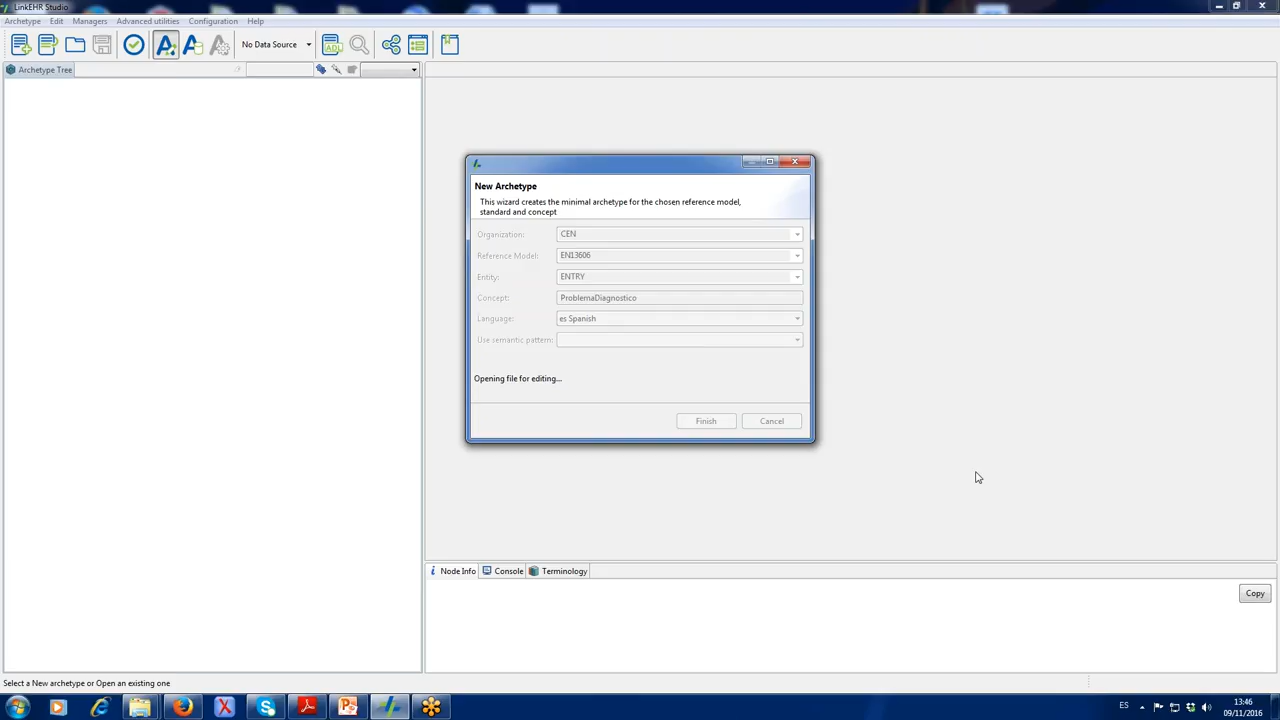 LinkEHR Studio
Archetype Edit Managers Advanced utilities Configuration Help
No Data Source
ADL
Archetype Tree
New Archetype
This wizard creates the minimal archetype for the chosen reference model,
standard and concept
Organization: CEN
Reference Model: EN13606
Entity: ENTRY
Concept: ProblemaDiagnostico
Language: es Spanish
Use semantic pattern:
Opening file for editing...
Finish Cancel
Node Info Console Terminology
Copy
Select a New archetype or Open an existing one
ES
13:46
09/11/2016